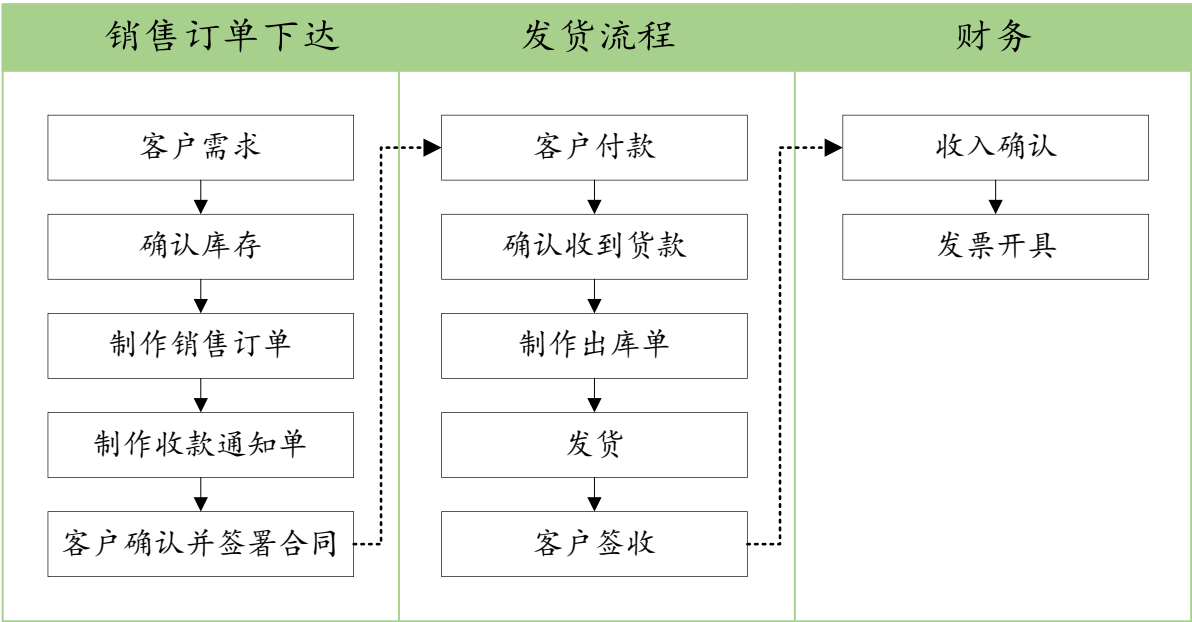 销售订单下达
发货流程
财务
客户需求
确认库存
制作销售订单
制作收款通知单
客户确认并签署合同
客户付款
确认收到货款
制作出库单
发货
客户签收
收入确认
发票开具